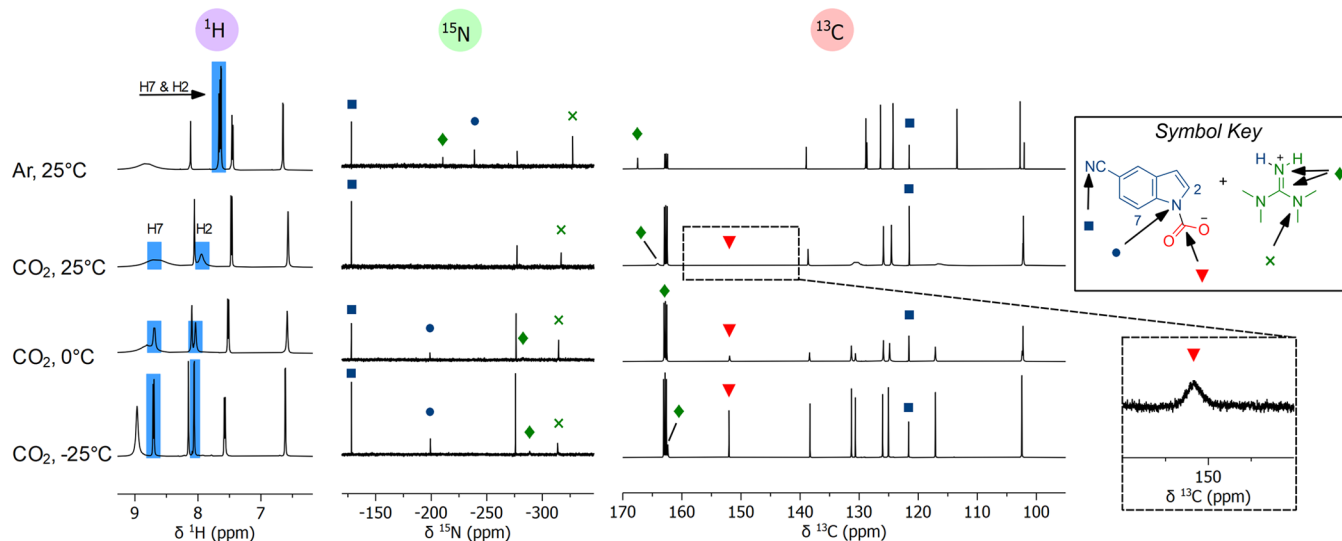 ¹H
¹⁵N
¹³C
H7 & H2
Ar, 25°C
H7
H2
CO₂, 25°C
CO₂, 0°C
CO₂, -25°C
9 8 7
δ ¹H (ppm)
-150 -200 -250 -300
δ ¹⁵N (ppm)
170 160 150 140 130 120 110 100
δ ¹³C (ppm)
Symbol Key
NC
2
N
7
O
O⁻
+
H
H
N
+
N
N
150
δ ¹³C (ppm)